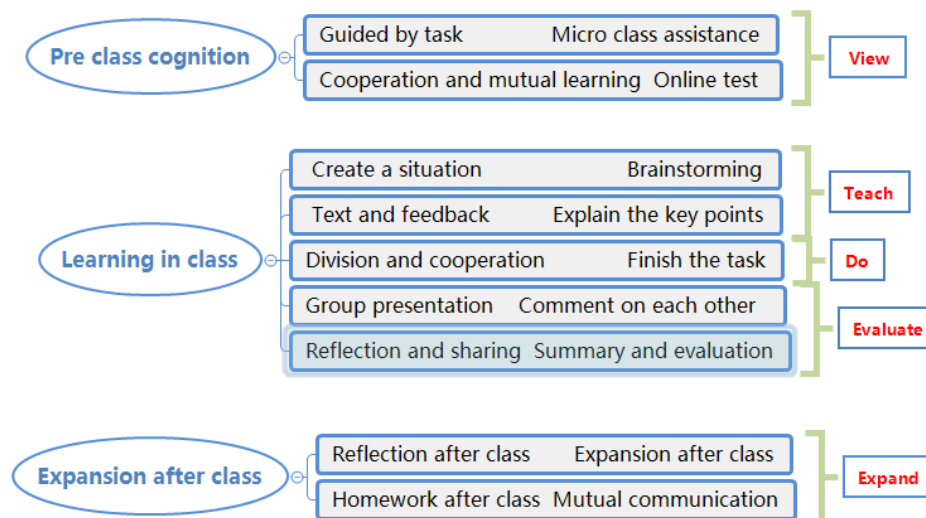 Pre class cognition
Guided by task Micro class assistance
Cooperation and mutual learning Online test
View
Learning in class
Create a situation Brainstorming
Text and feedback Explain the key points
Teach
Division and cooperation Finish the task
Do
Group presentation Comment on each other
Reflection and sharing Summary and evaluation
Evaluate
Expansion after class
Reflection after class Expansion after class
Homework after class Mutual communication
Expand